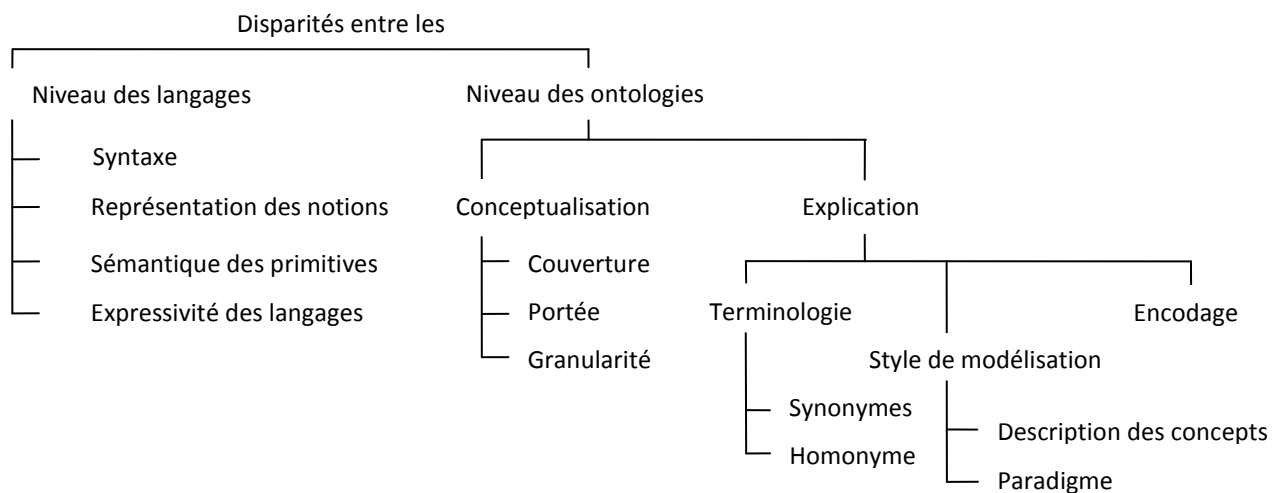 Disparités entre les
Niveau des langages
Niveau des ontologies
Syntaxe
Représentation des notions
Sémantique des primitives
Expressivité des langages
Conceptualisation
Explication
Couverture
Portée
Granularité
Terminologie
Encodage
Style de modélisation
Synonymes
Homonyme
Description des concepts
Paradigme